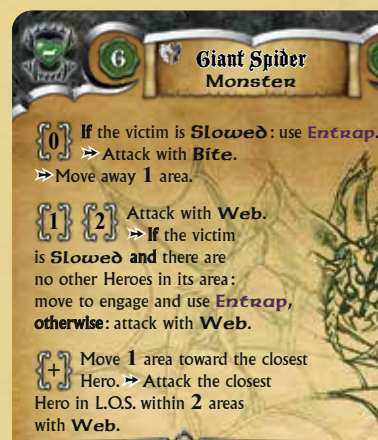 6
Giant Spider
Monster
{0} If the victim is Slowed: use Entrap.
➳ Attack with Bite.
➳ Move away 1 area.
{1} {2} Attack with Web.
➳ If the victim
is Slowed and there are
no other Heroes in its area:
move to engage and use Entrap,
otherwise: attack with Web.
{+} Move 1 area toward the closest
Hero. ➳ Attack the closest
Hero in L.O.S. within 2 areas
with Web.